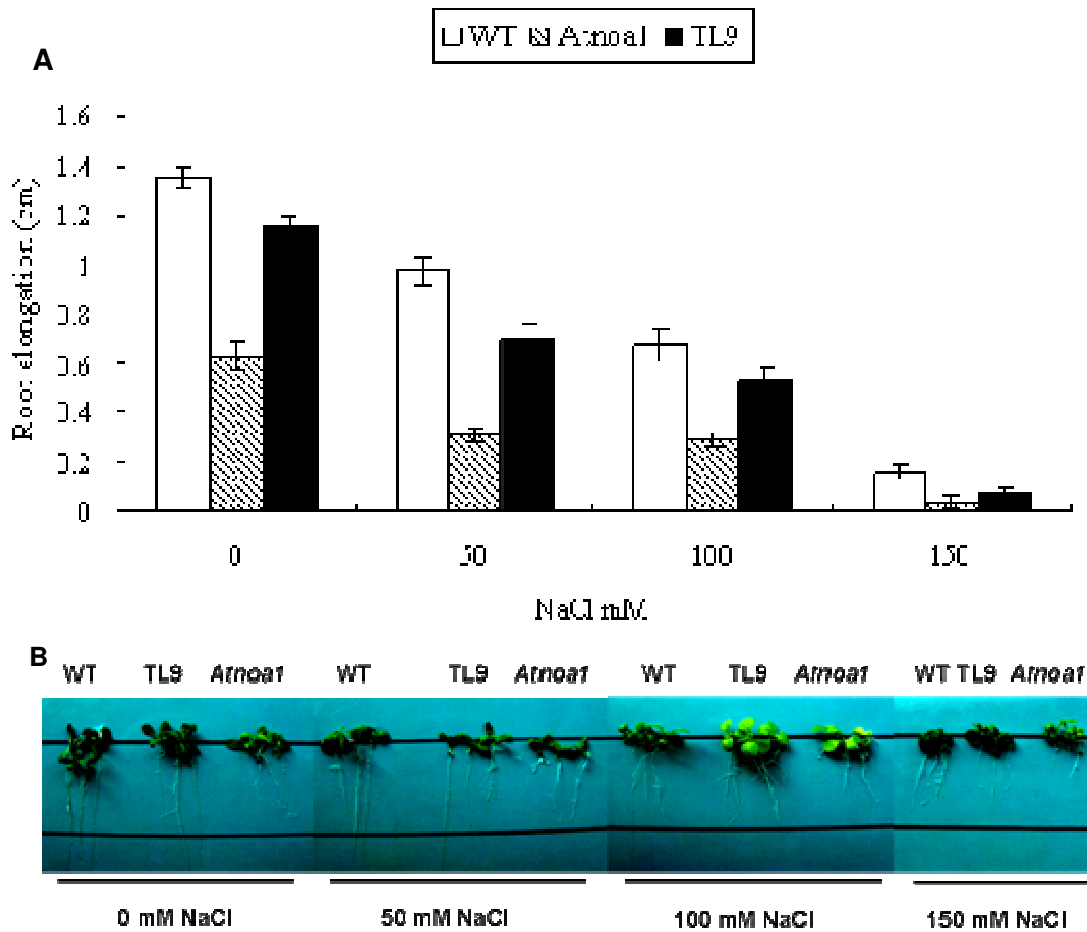 WT Atnoa1 TL9
A
1.6
1.4
1.2
1
0.8
0.6
0.4
0.2
0
Root elongation (cm)
0 50 100 150
NaCl mM
B
WT TL9 Atnoa1 WT TL9 Atnoa1 WT TL9 Atnoa1 WT TL9 Atnoa1
0 mM NaCl 50 mM NaCl 100 mM NaCl 150 mM NaCl